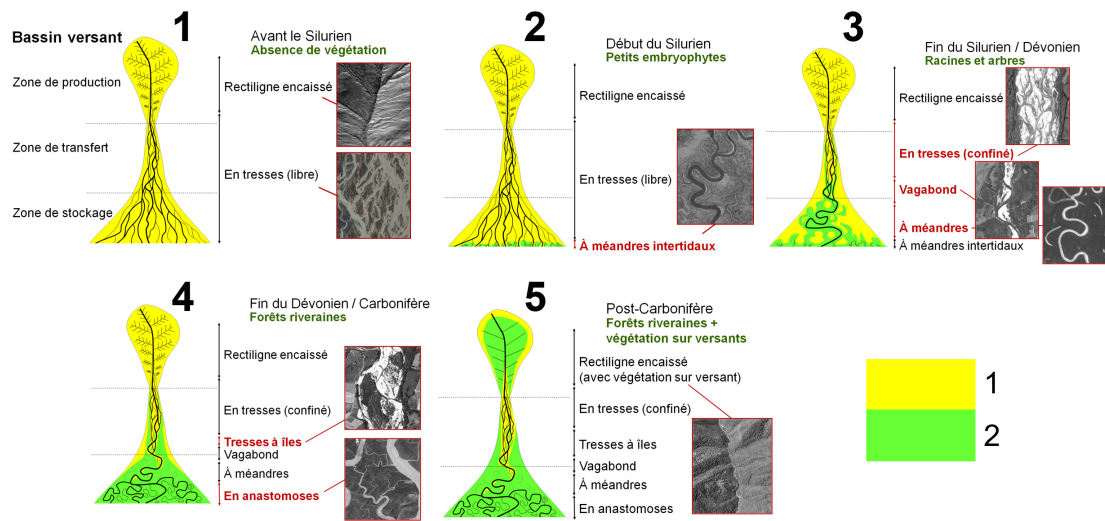 1
Bassin versant
Avant le Silurien
Absence de végétation
Zone de production
Rectiligne encaissé
Zone de transfert
En tresses (libre)
Zone de stockage
2
Début du Silurien
Petits embryophytes
Rectiligne encaissé
En tresses (libre)
À méandres intertidaux
3
Fin du Silurien / Dévonien
Racines et arbres
Rectiligne encaissé
En tresses (confiné)
Vagabond
À méandres
À méandres intertidaux
4
Fin du Dévonien / Carbonifère
Forêts riveraines
Rectiligne encaissé
En tresses (confiné)
Tresses à îles
Vagabond
À méandres
En anastomoses
5
Post-Carbonifère
Forêts riveraines +
végétation sur versants
Rectiligne encaissé
(avec végétation sur versant)
En tresses (confiné)
Tresses à îles
Vagabond
À méandres
En anastomoses
1
2